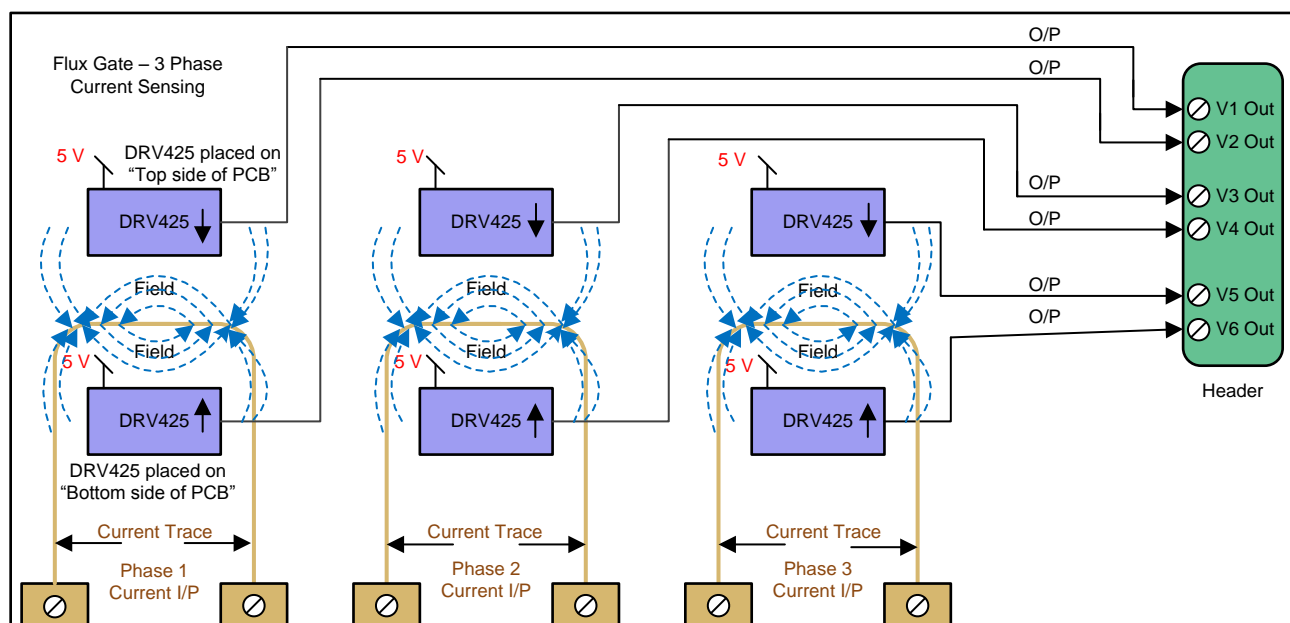 O/P
O/P
Flux Gate – 3 Phase
Current Sensing
DRV425 placed on
“Top side of PCB”
5 V
5 V
5 V
DRV425
DRV425
DRV425
Field
Field
Field
Field
Field
Field
5 V
5 V
5 V
DRV425
DRV425
DRV425
DRV425 placed on
“Bottom side of PCB”
O/P
O/P
O/P
O/P
V1 Out
V2 Out
V3 Out
V4 Out
V5 Out
V6 Out
Header
Current Trace
Phase 1
Current I/P
Current Trace
Phase 2
Current I/P
Current Trace
Phase 3
Current I/P